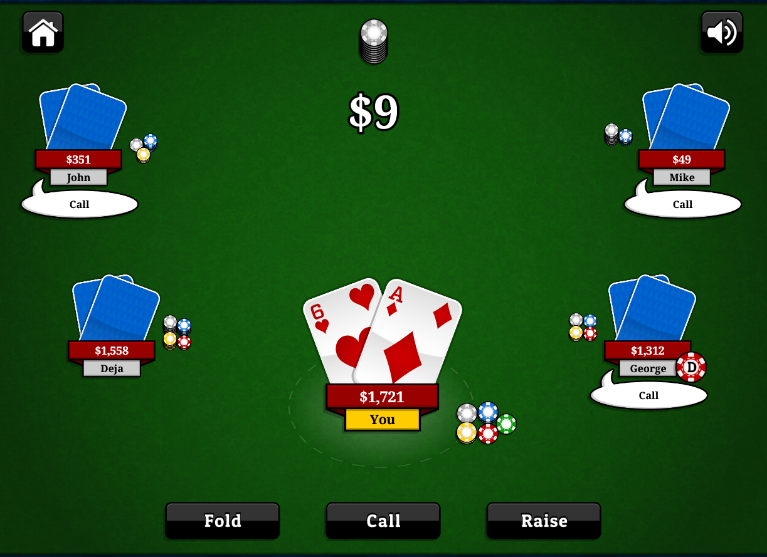 $9
$351
John
Call
$49
Mike
Call
$1,558
Deja
6
A
$1,721
You
$1,312
George
D
Call
Fold
Call
Raise